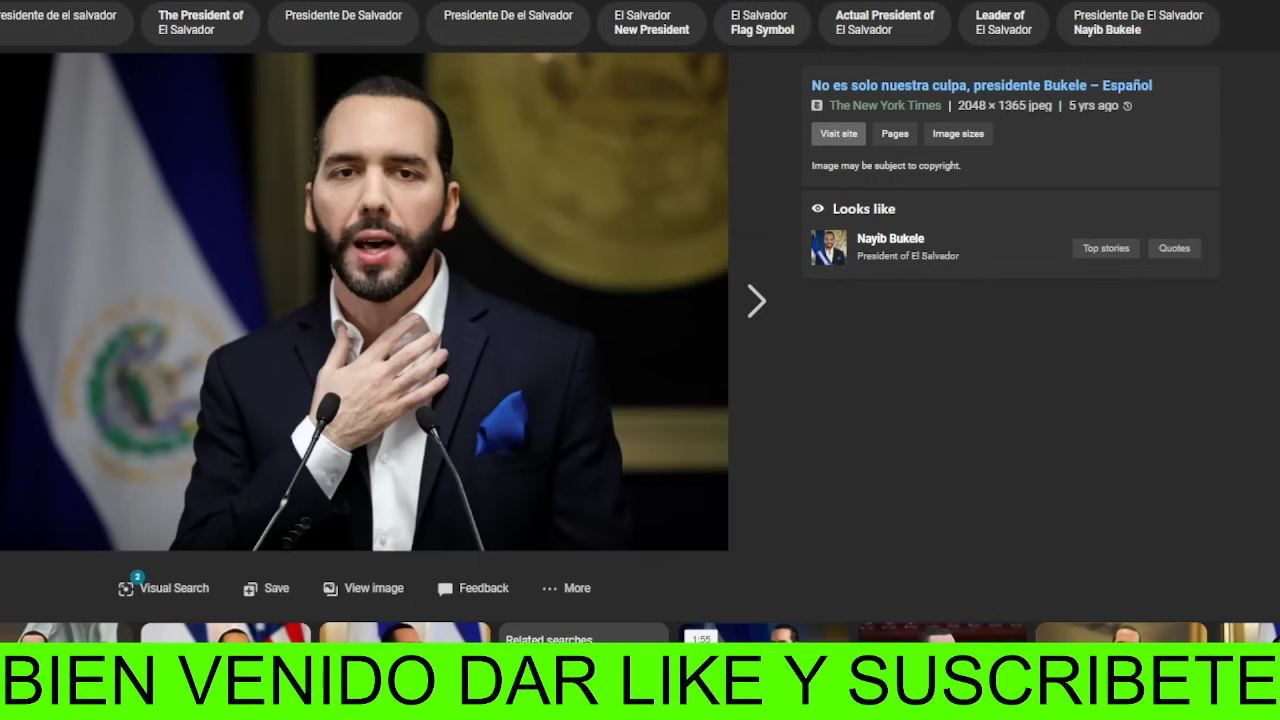 residente de el salvador
The President of
El Salvador
Presidente De Salvador
Presidente De el Salvador
El Salvador
New President
El Salvador
Flag Symbol
Actual President of
El Salvador
Leader of
El Salvador
Presidente De El Salvador
Nayib Bukele
No es solo nuestra culpa, presidente Bukele – Español
The New York Times | 2048 × 1365 jpeg | 5 yrs ago
Visit site
Pages
Image sizes
Image may be subject to copyright.
Looks like
Nayib Bukele
President of El Salvador
Top stories
Quotes
2
Visual Search
Save
View image
Feedback
More
Related searches
1:55
BIEN VENIDO DAR LIKE Y SUSCRIBETE